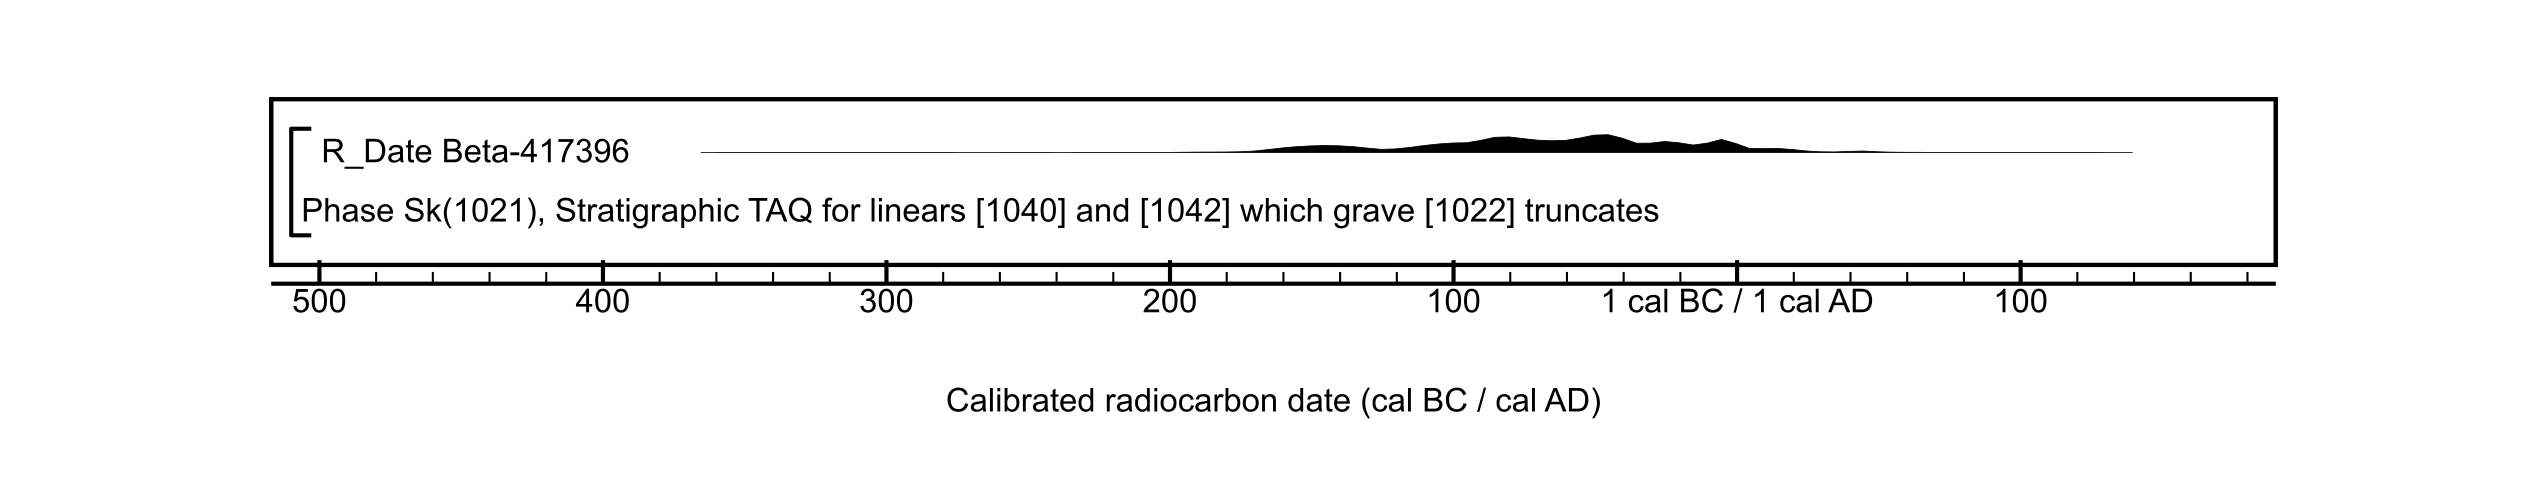 R_Date Beta-417396
Phase Sk(1021), Stratigraphic TAQ for linears [1040] and [1042] which grave [1022] truncates
500 400 300 200 100 1 cal BC / 1 cal AD 100
Calibrated radiocarbon date (cal BC / cal AD)